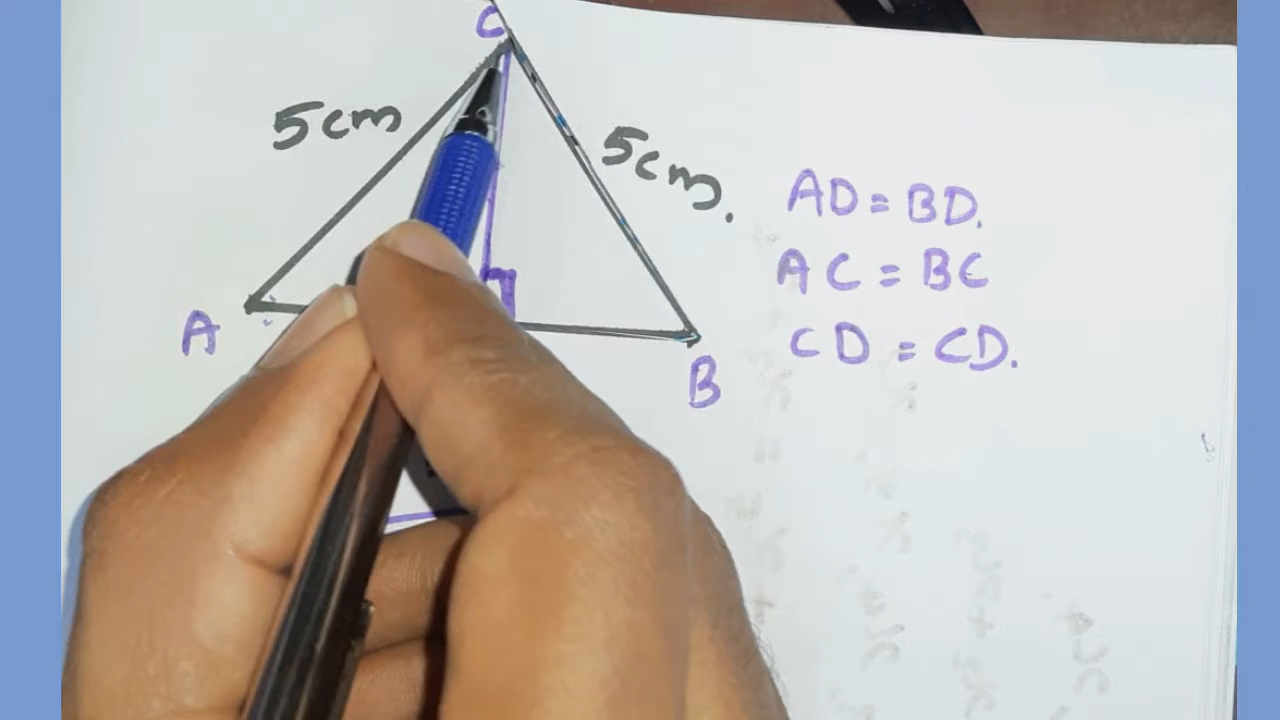 C
5cm
5cm.
A
B
AD = BD.
AC = BC
CD = CD.